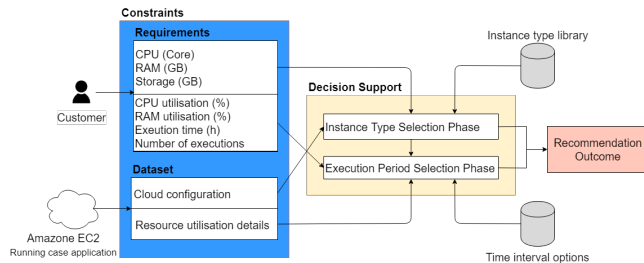 Constraints
Requirements
CPU (Core)
RAM (GB)
Storage (GB)
CPU utilisation (%)
RAM utilisation (%)
Exeution time (h)
Number of executions
Customer
Dataset
Cloud configuration
Resource utilisation details
Amazone EC2
Running case application
Decision Support
Instance Type Selection Phase
Execution Period Selection Phase
Instance type library
Time interval options
Recommendation
Outcome